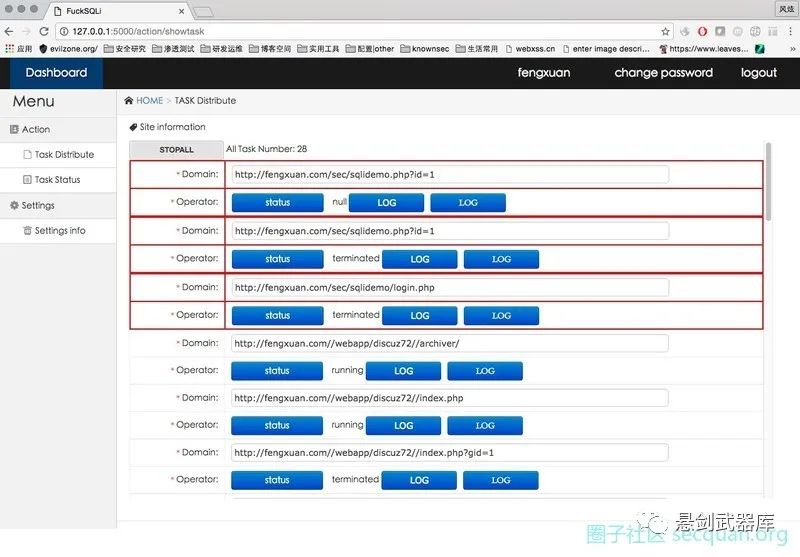 FuckSQLi
风炫
127.0.0.1:5000/action/showtask
应用 evilzone.org 安全研究 渗透测试 研发运维 博客空间 实用工具 配置|other knownsec 生活常用 webxss.cn enter image descri... https://www.leaves...
Dashboard fengxuan change password logout
Menu
HOME > TASK Distribute
Action
Task Distribute
Task Status
Settings
Settings info
Site information
STOPALL All Task Number: 28
* Domain: http://fengxuan.com/sec/sqlidemo.php?id=1
* Operator: status null LOG LOG
* Domain: http://fengxuan.com/sec/sqlidemo.php?id=1
* Operator: status terminated LOG LOG
* Domain: http://fengxuan.com/sec/sqlidemo/login.php
* Operator: status terminated LOG LOG
* Domain: http://fengxuan.com//webapp/discuz72//archiver/
* Operator: status running LOG LOG
* Domain: http://fengxuan.com//webapp/discuz72//index.php
* Operator: status running LOG LOG
* Domain: http://fengxuan.com//webapp/discuz72//index.php?gid=1
* Operator: status terminated LOG LOG
悬剑武器库
圈子社区 secquan.org